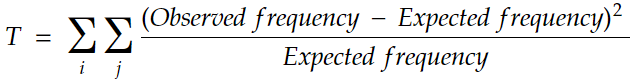 T = ∑∑ (Observed frequency − Expected frequency)²
i j Expected frequency